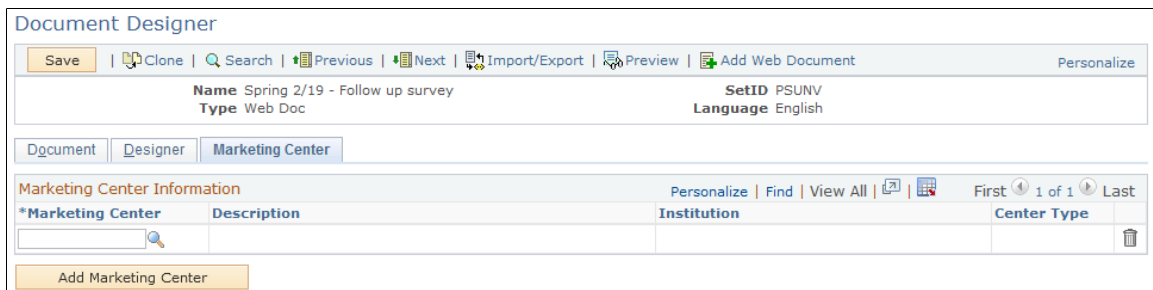 Document Designer
Save | Clone | Search | Previous | Next | Import/Export | Preview | Add Web Document Personalize
Name Spring 2/19 - Follow up survey SetID PSUNV
Type Web Doc Language English
Document Designer Marketing Center
Marketing Center Information Personalize | Find | View All | | First 1 of 1 Last
*Marketing Center Description Institution Center Type
Add Marketing Center